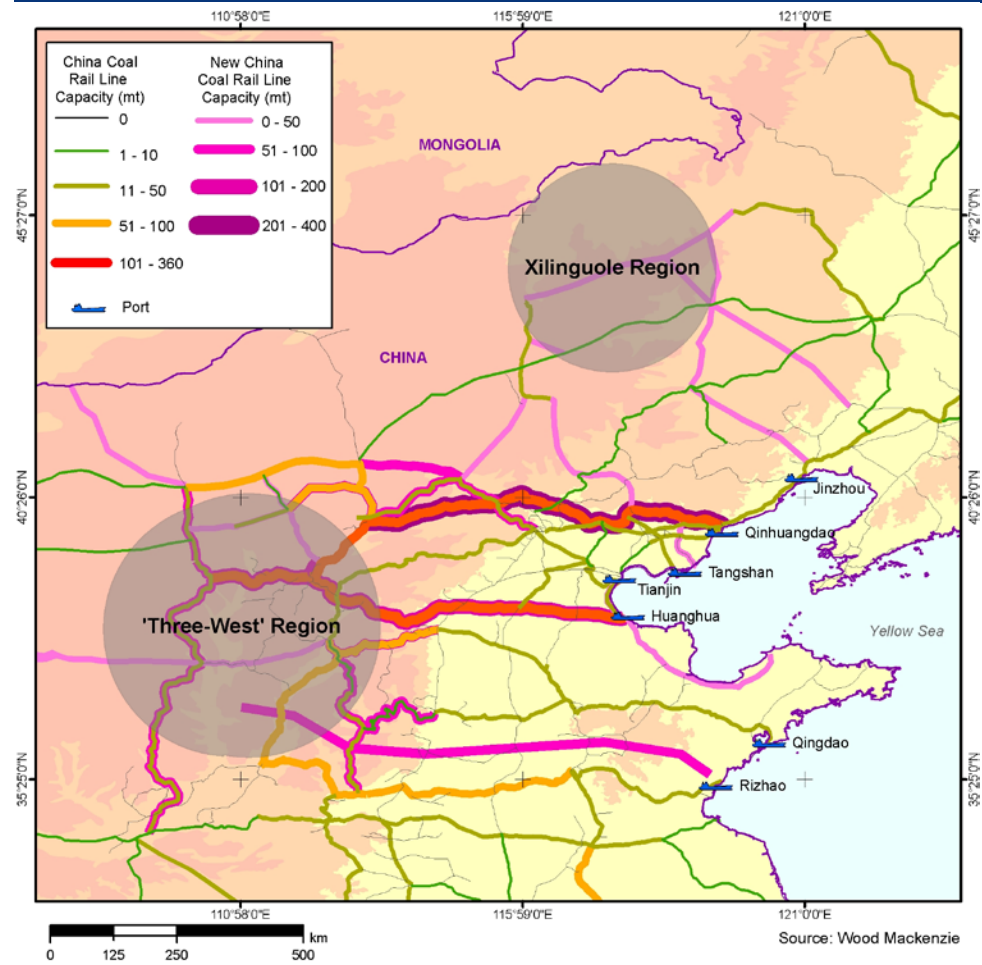 110°58'0"E
115°59'0"E
121°0'0"E
China Coal
Rail Line
Capacity (mt)
0
1 - 10
11 - 50
51 - 100
101 - 360
Port
New China
Coal Rail Line
Capacity (mt)
0 - 50
51 - 100
101 - 200
201 - 400
MONGOLIA
45°27'0"N
45°27'0"N
Xilinguole Region
CHINA
40°26'0"N
40°26'0"N
Jinzhou
Qinhuangdao
Tangshan
Tianjin
Huanghua
'Three-West' Region
Yellow Sea
Qingdao
Rizhao
35°25'0"N
35°25'0"N
110°58'0"E
115°59'0"E
121°0'0"E
0
125
250
500
km
Source: Wood Mackenzie